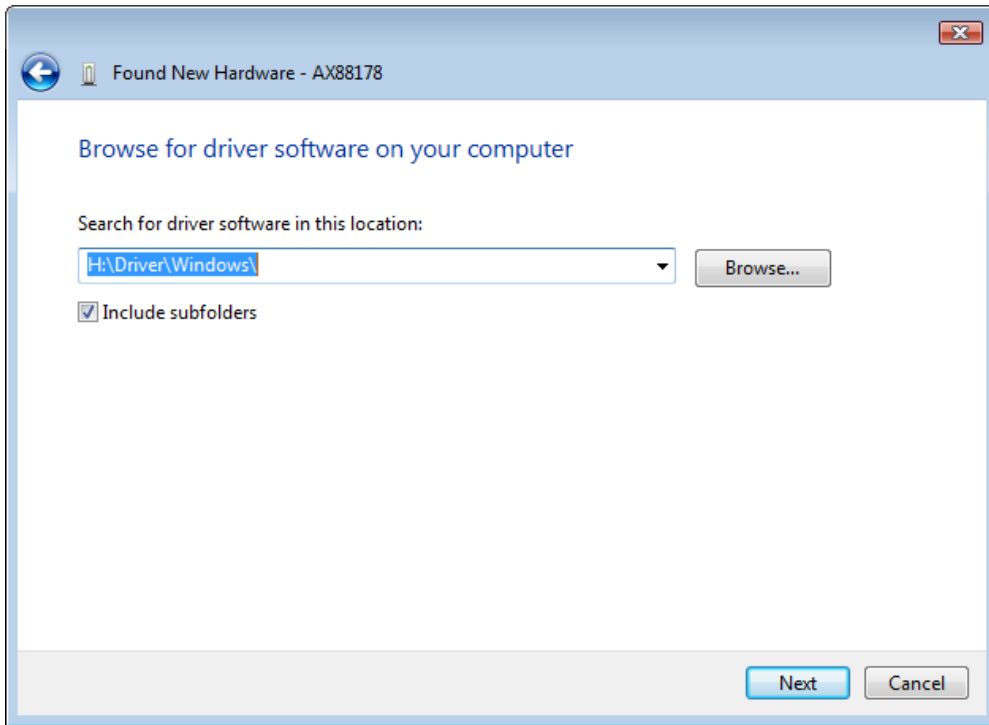 Found New Hardware - AX88178
Browse for driver software on your computer
Search for driver software in this location:
H:\Driver\Windows\
Browse...
Include subfolders
Next
Cancel